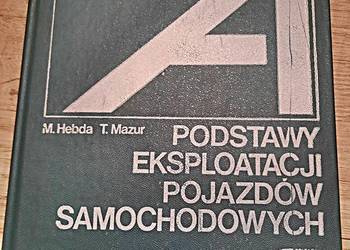 M. Hebda T. Mazur
PODSTAWY
EKSPLOATACJI
POJAZDÓW
SAMOCHODOWYCH